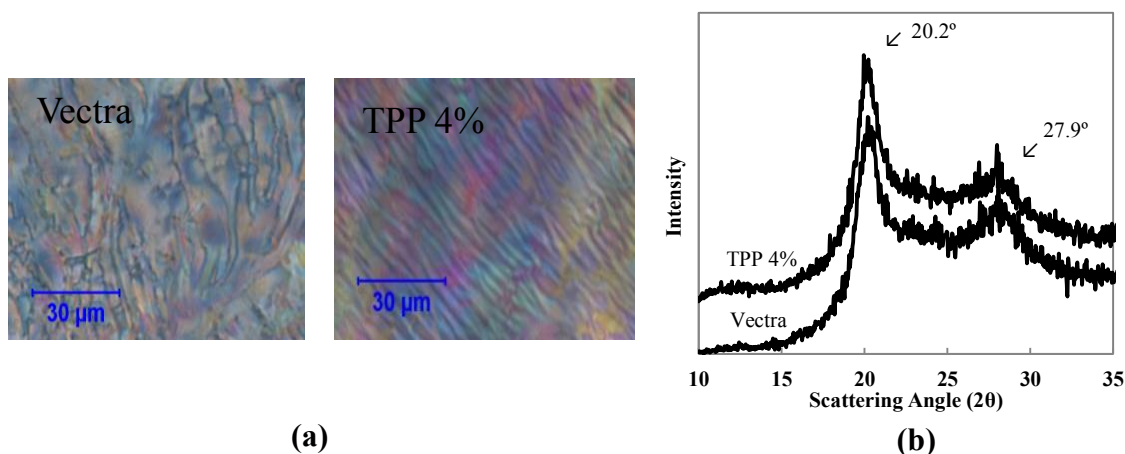 Vectra
30 µm
TPP 4%
30 µm
(a)
20.2º
27.9º
Intensity
TPP 4%
Vectra
10 15 20 25 30 35
Scattering Angle (2θ)
(b)